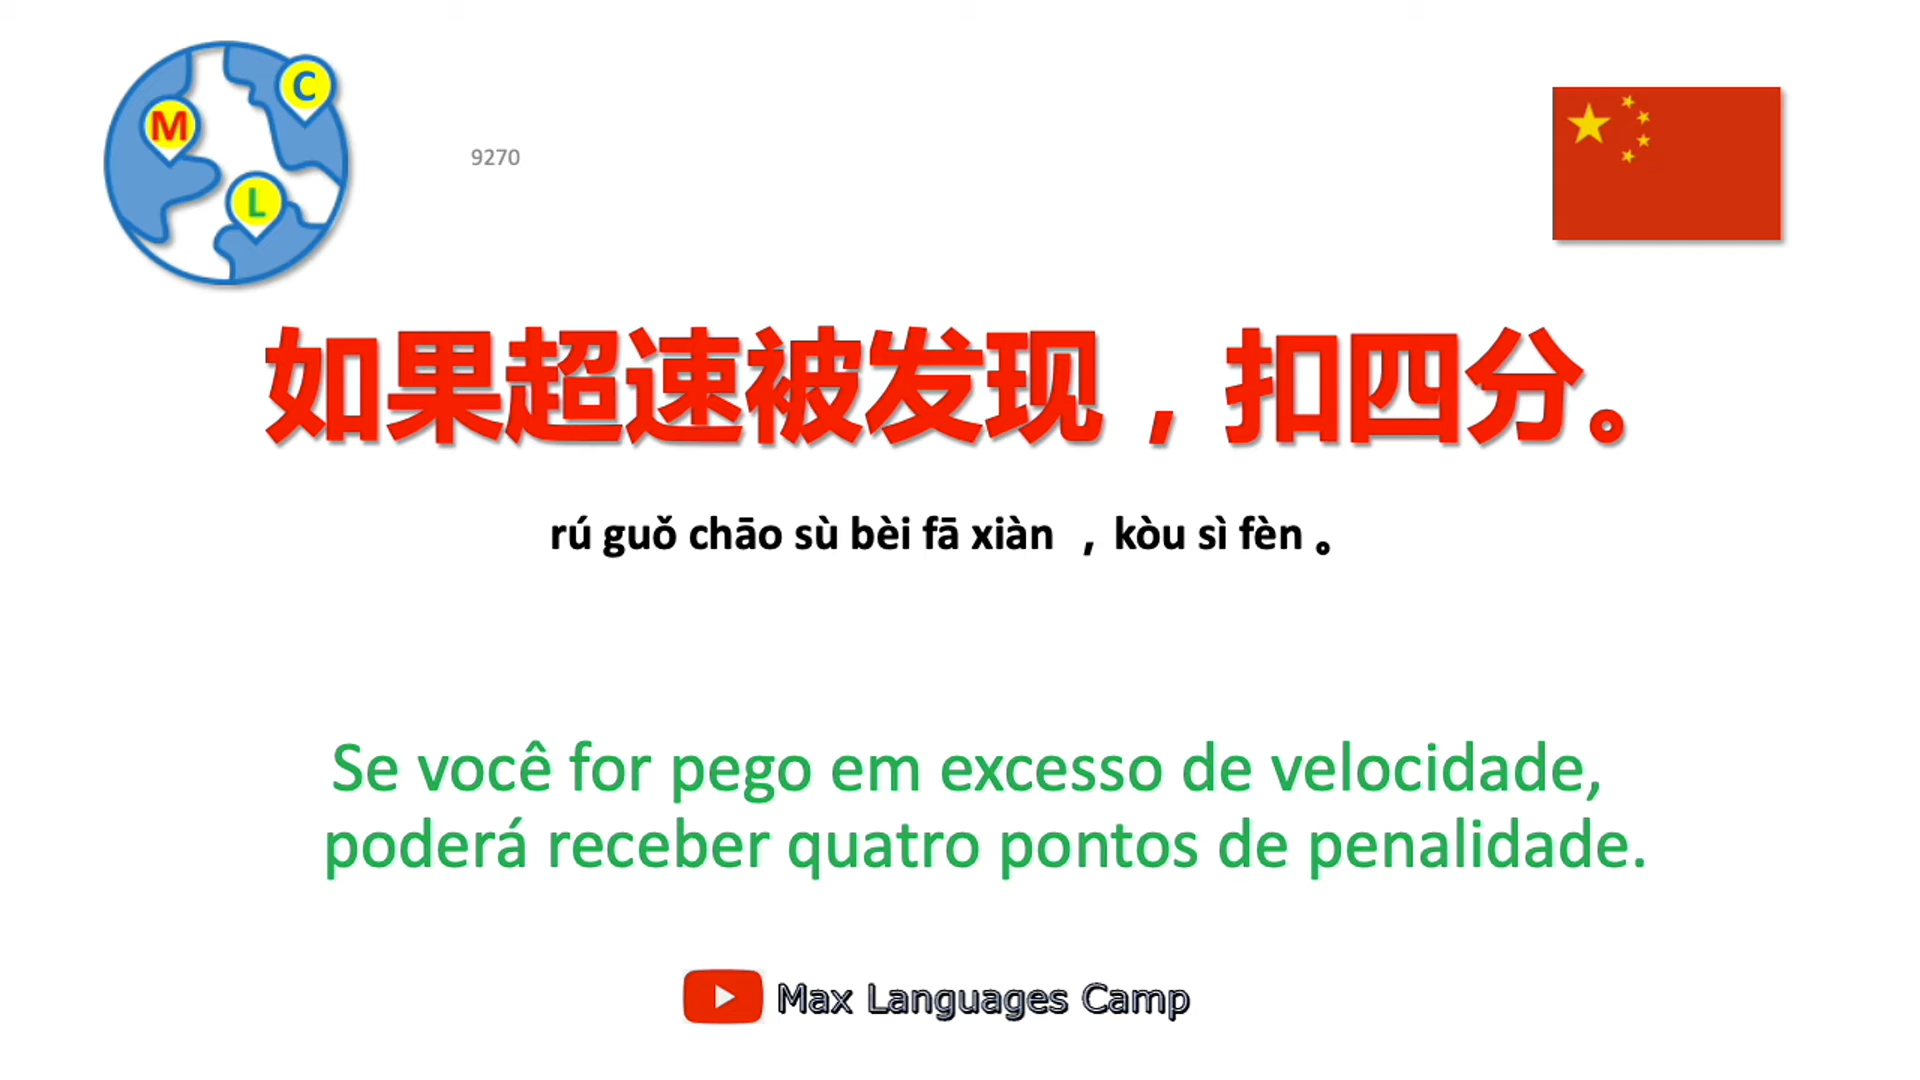 C
M
L
9270
如果超速被发现，扣四分。
rú guǒ chāo sù bèi fā xiàn ，kòu sì fèn 。
Se você for pego em excesso de velocidade,
poderá receber quatro pontos de penalidade.
Max Languages Camp